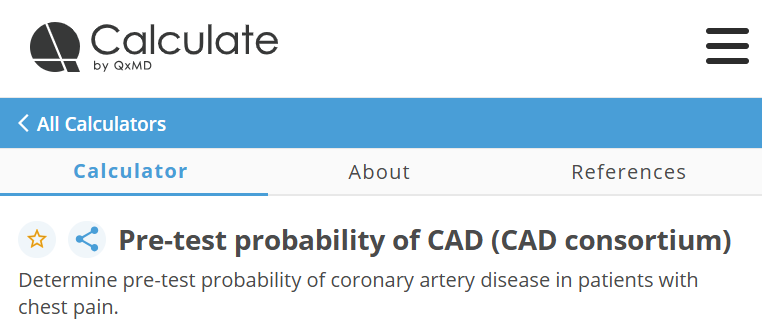 Calculate
by QxMD
All Calculators
Calculator About References
Pre-test probability of CAD (CAD consortium)
Determine pre-test probability of coronary artery disease in patients with
chest pain.